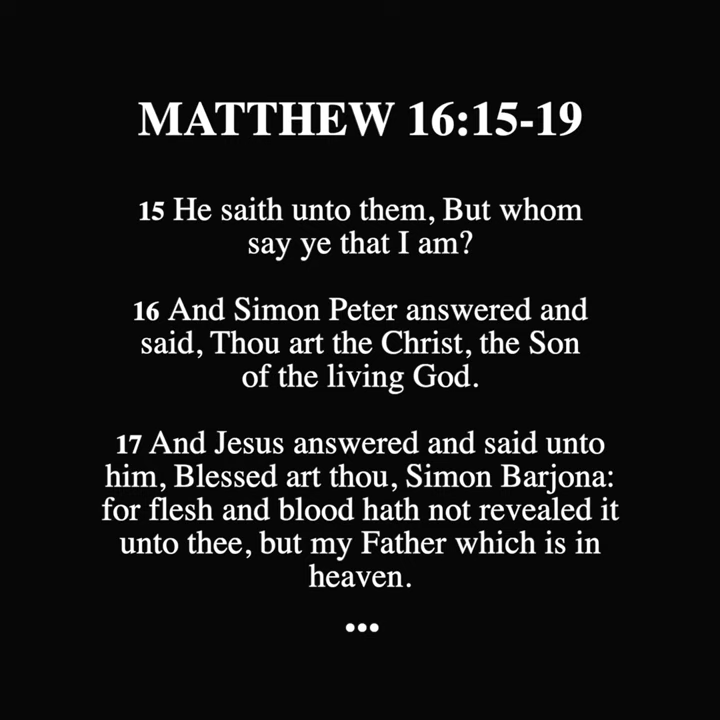 MATTHEW 16:15-19
15 He saith unto them, But whom
say ye that I am?
16 And Simon Peter answered and
said, Thou art the Christ, the Son
of the living God.
17 And Jesus answered and said unto
him, Blessed art thou, Simon Barjona:
for flesh and blood hath not revealed it
unto thee, but my Father which is in
heaven.
•••